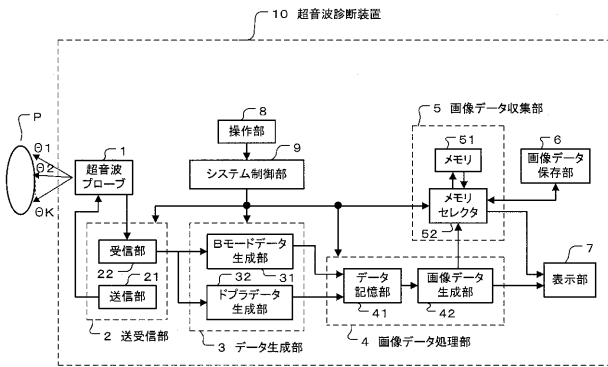 10 超音波診断装置
P
θ1
θ2
θK
1
超音波
プローブ
8
操作部
9
システム制御部
5 画像データ収集部
51
メモリ
メモリ
セレクタ
52
6
画像データ
保存部
受信部
22
21
送信部
2 送受信部
Bモードデータ
生成部
31
32
ドプラデータ
生成部
3 データ生成部
データ
記憶部
41
画像データ
生成部
42
4 画像データ処理部
7
表示部